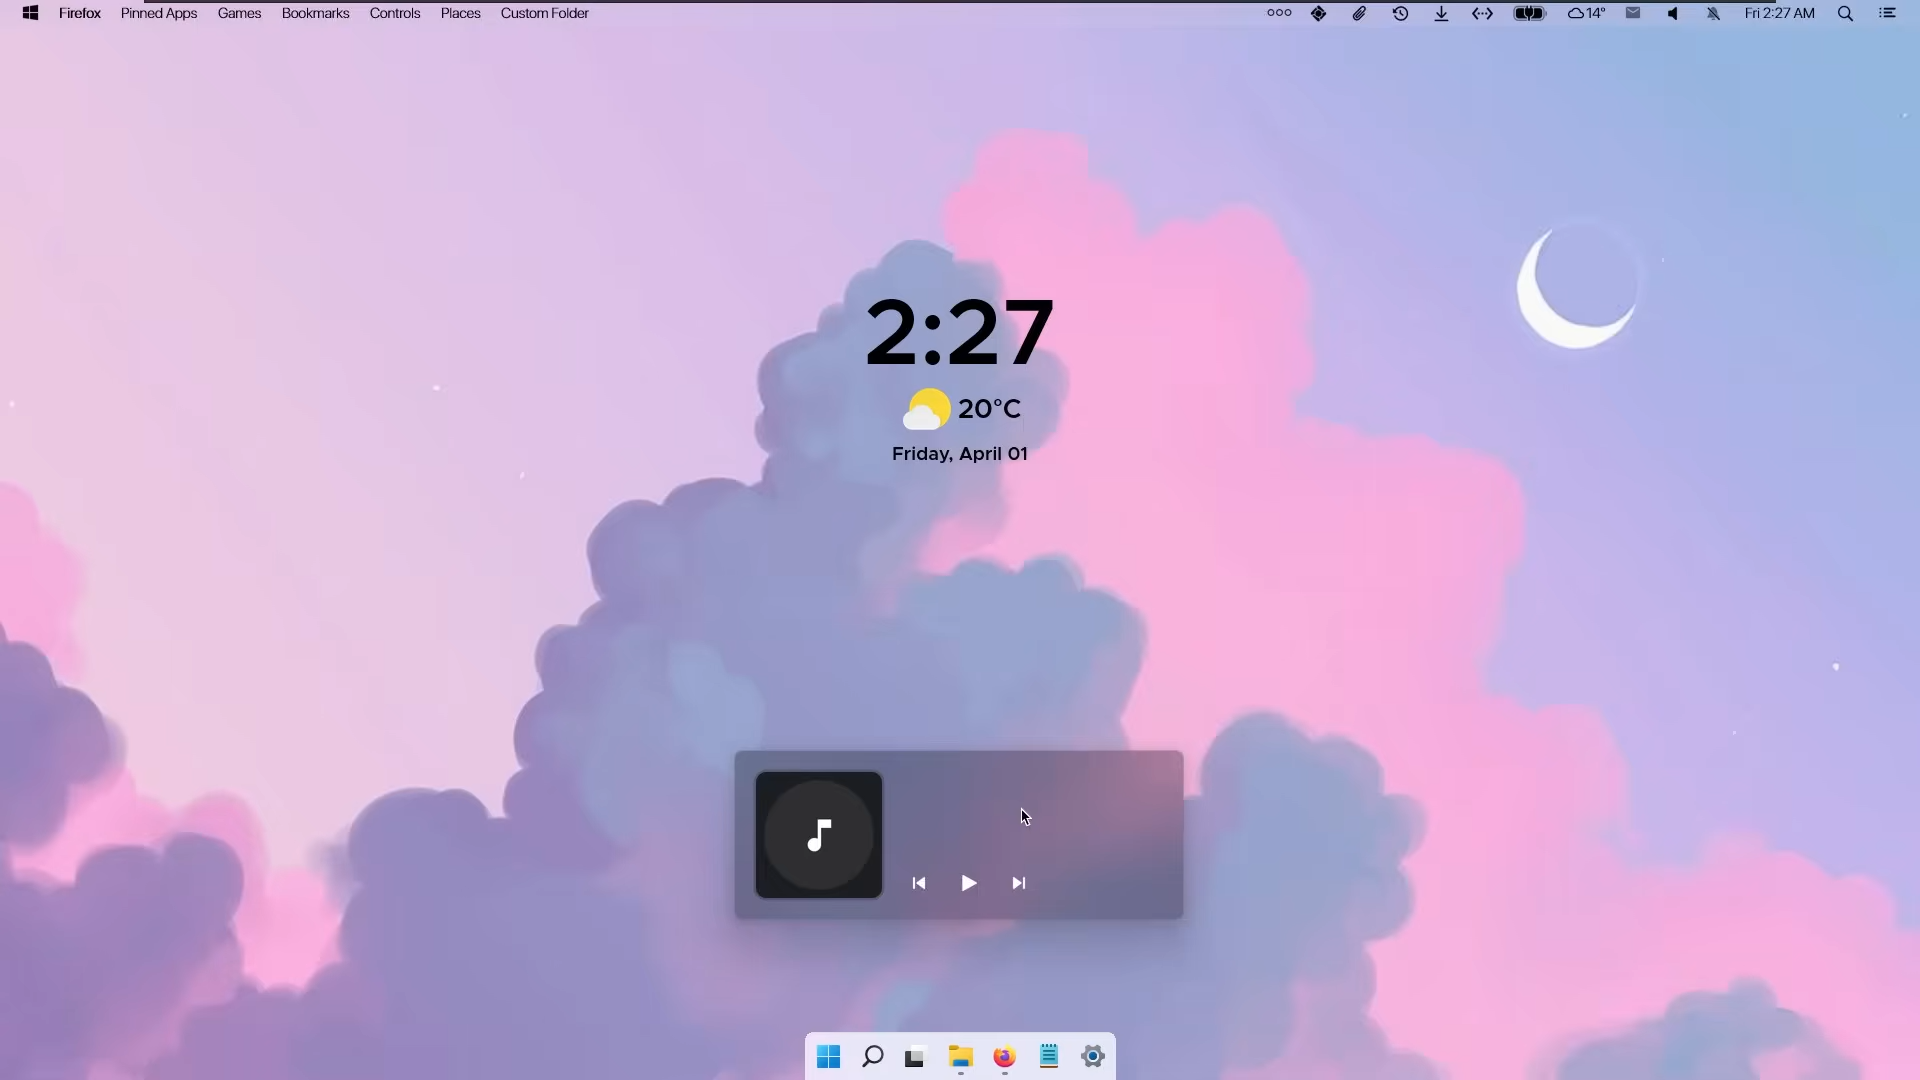 Firefox Pinned Apps Games Bookmarks Controls Places Custom Folder 14° Fri 2:27 AM
2:27
20°C
Friday, April 01